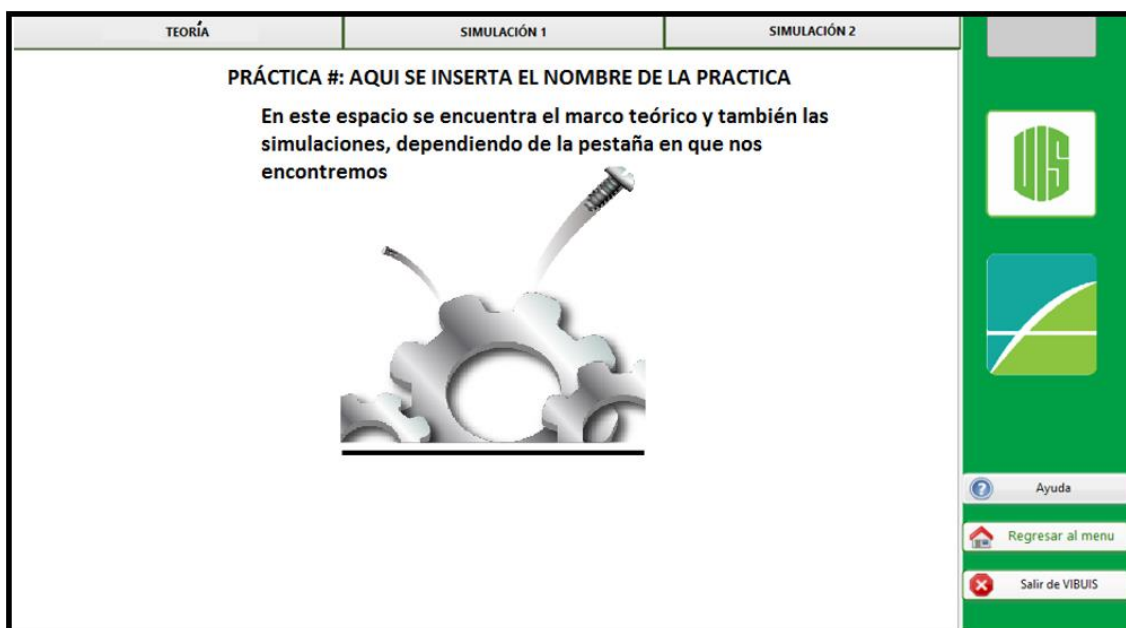 TEORÍA
SIMULACIÓN 1
SIMULACIÓN 2
PRÁCTICA #: AQUI SE INSERTA EL NOMBRE DE LA PRACTICA
En este espacio se encuentra el marco teórico y también las
simulaciones, dependiendo de la pestaña en que nos
encontremos
UIS
Ayuda
Regresar al menu
Salir de VIBUIS